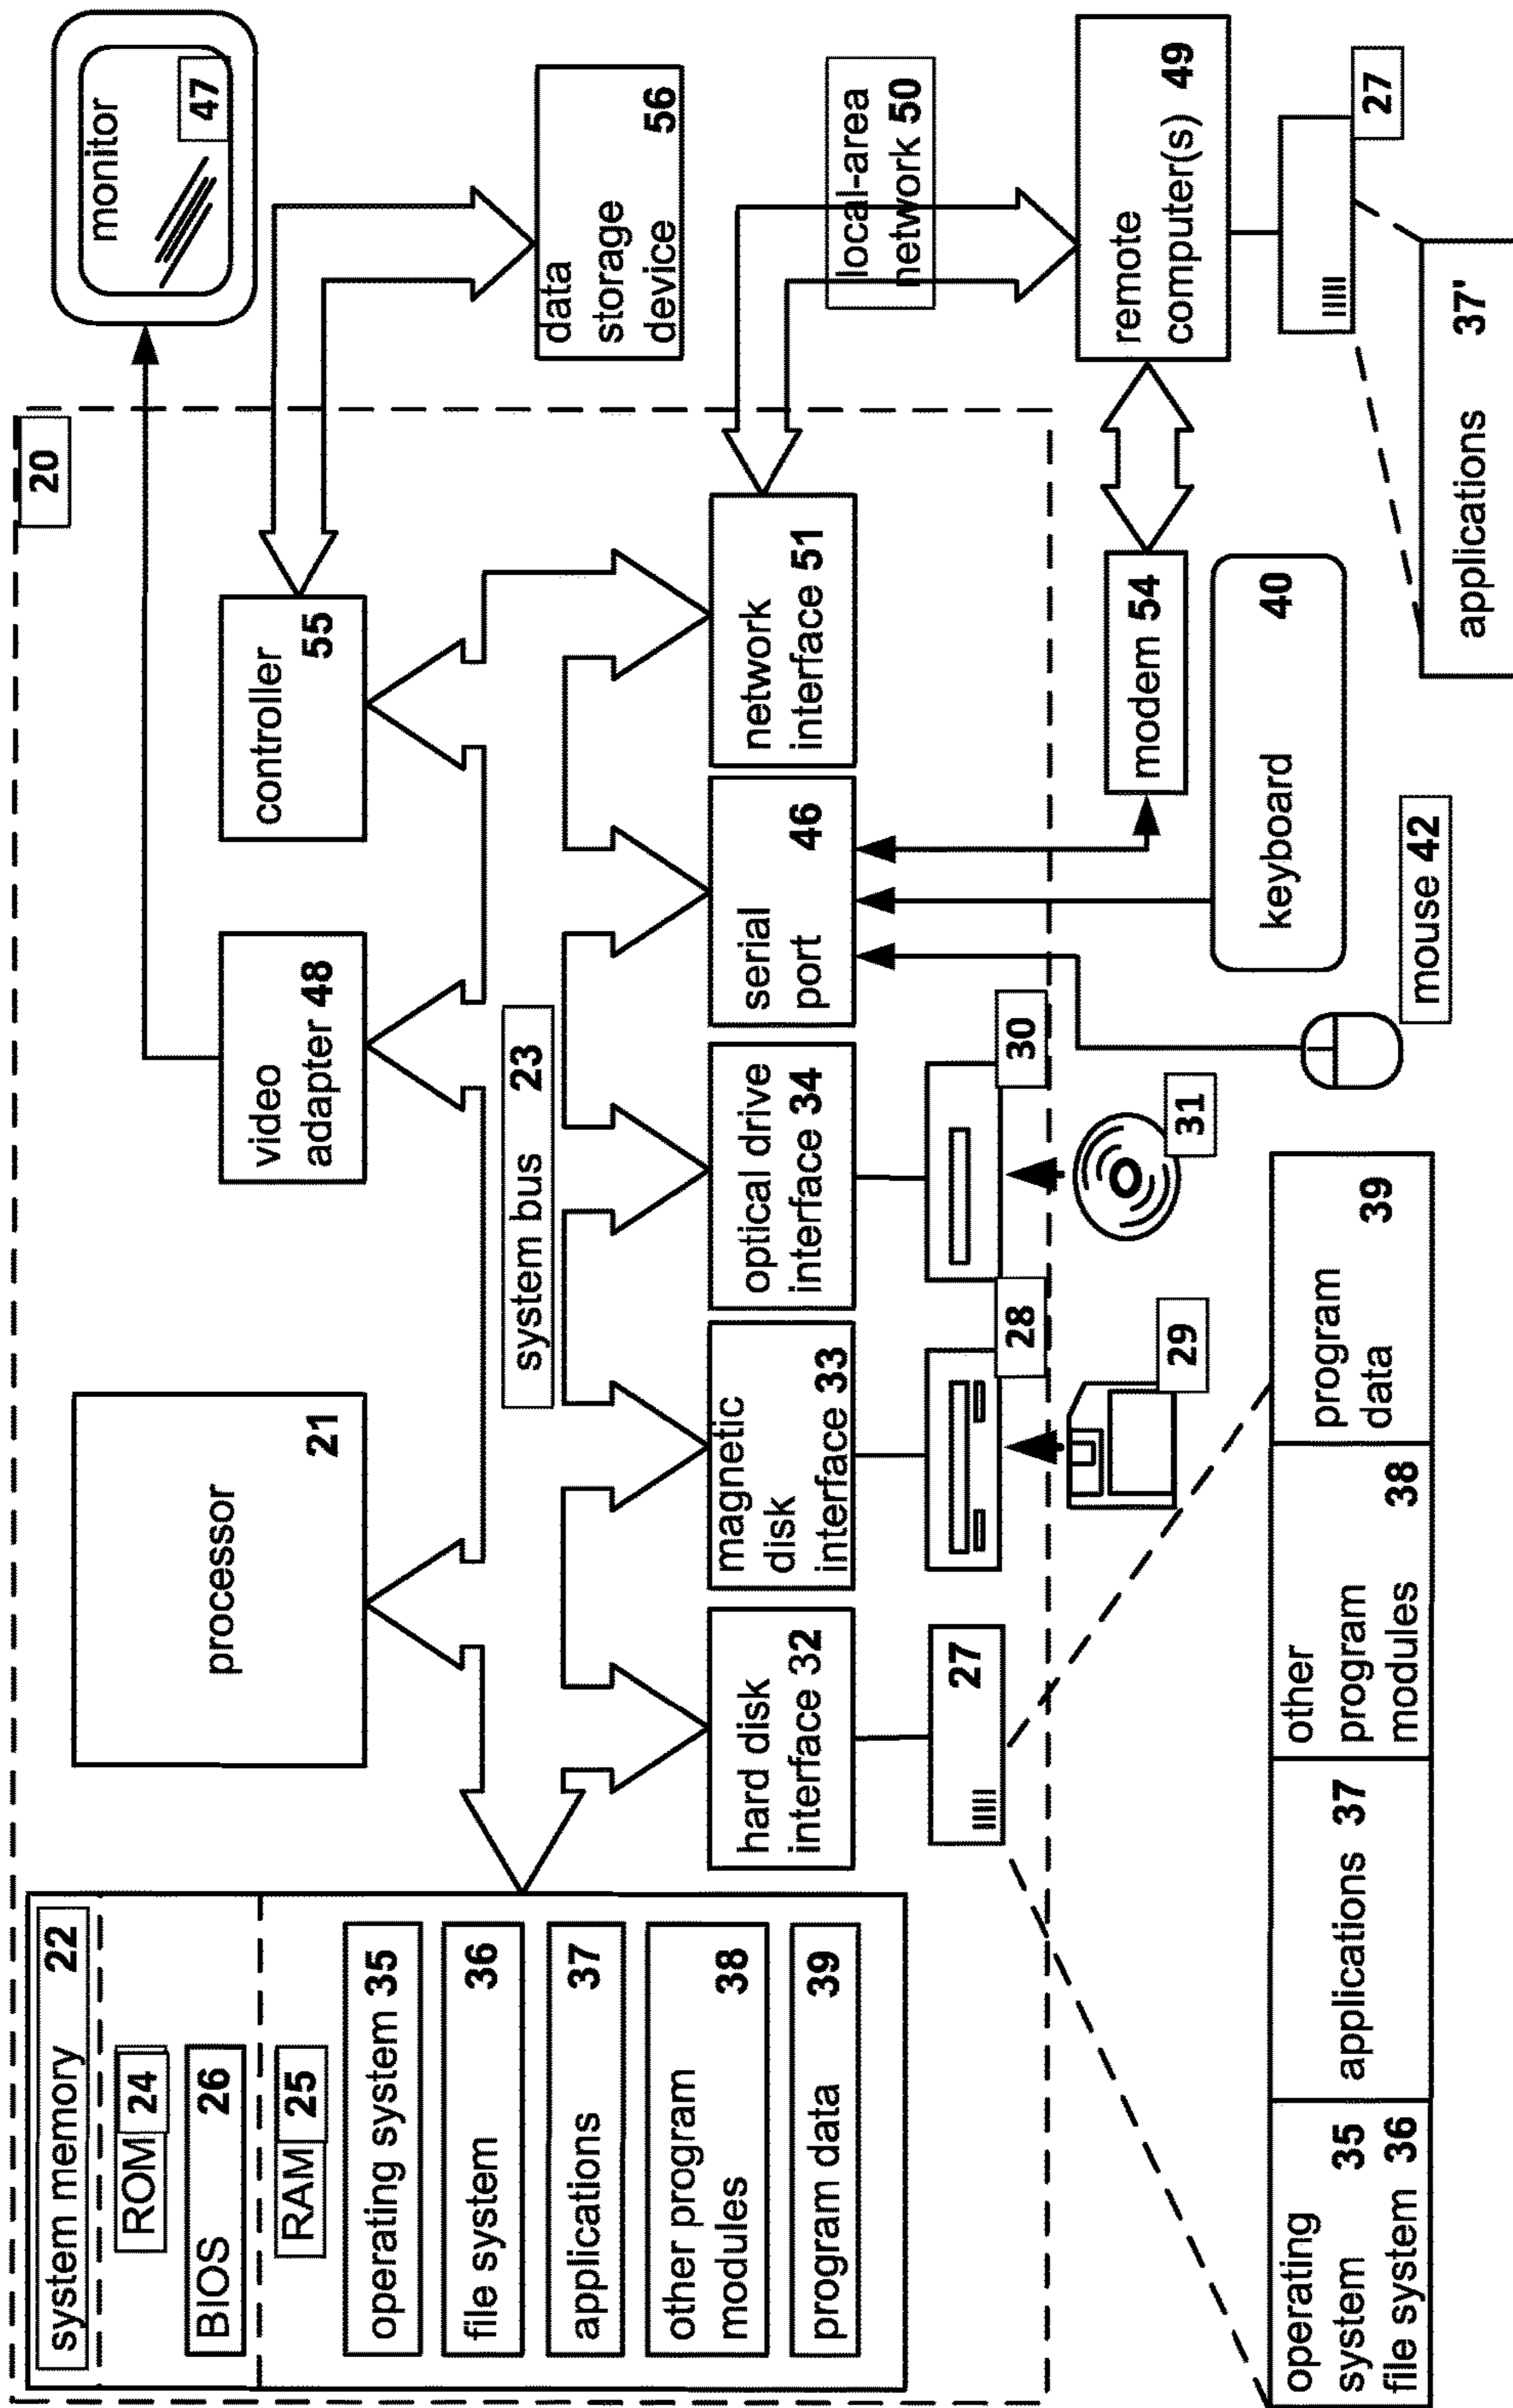 20
system memory 22
ROM 24
BIOS 26
RAM 25
operating system 35
file system 36
applications 37
other program
modules 38
program data 39
processor
21
video
adapter 48
controller
55
monitor
47
system bus 23
data
storage
device 56
hard disk
interface 32
magnetic
disk
interface 33
optical drive
interface 34
serial
port 46
network
interface 51
local-area
network 50
27
28
30
29
31
modem 54
remote
computer(s) 49
keyboard 40
mouse 42
27
operating
system 35
file system 36
applications 37
other
program
modules 38
program
data 39
applications 37'